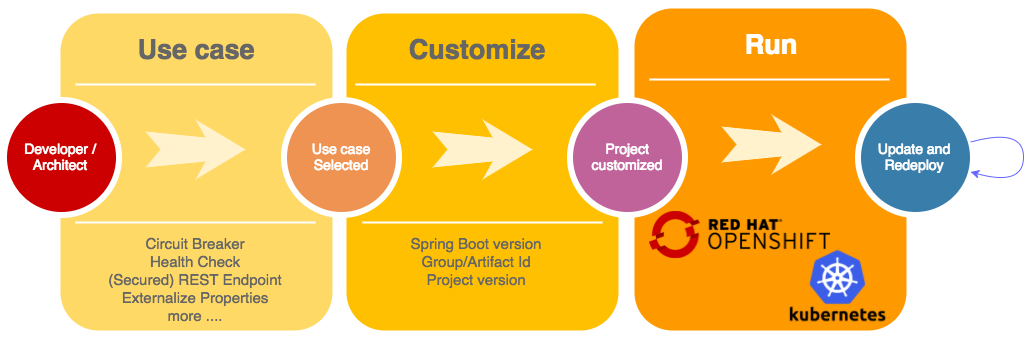 Use case
Customize
Run
Developer /
Architect
Use case
Selected
Project
customized
Update and
Redeploy
Circuit Breaker
Health Check
(Secured) REST Endpoint
Externalize Properties
more ....
Spring Boot version
Group/Artifact Id
Project version
RED HAT®
OPENSHIFT
kubernetes